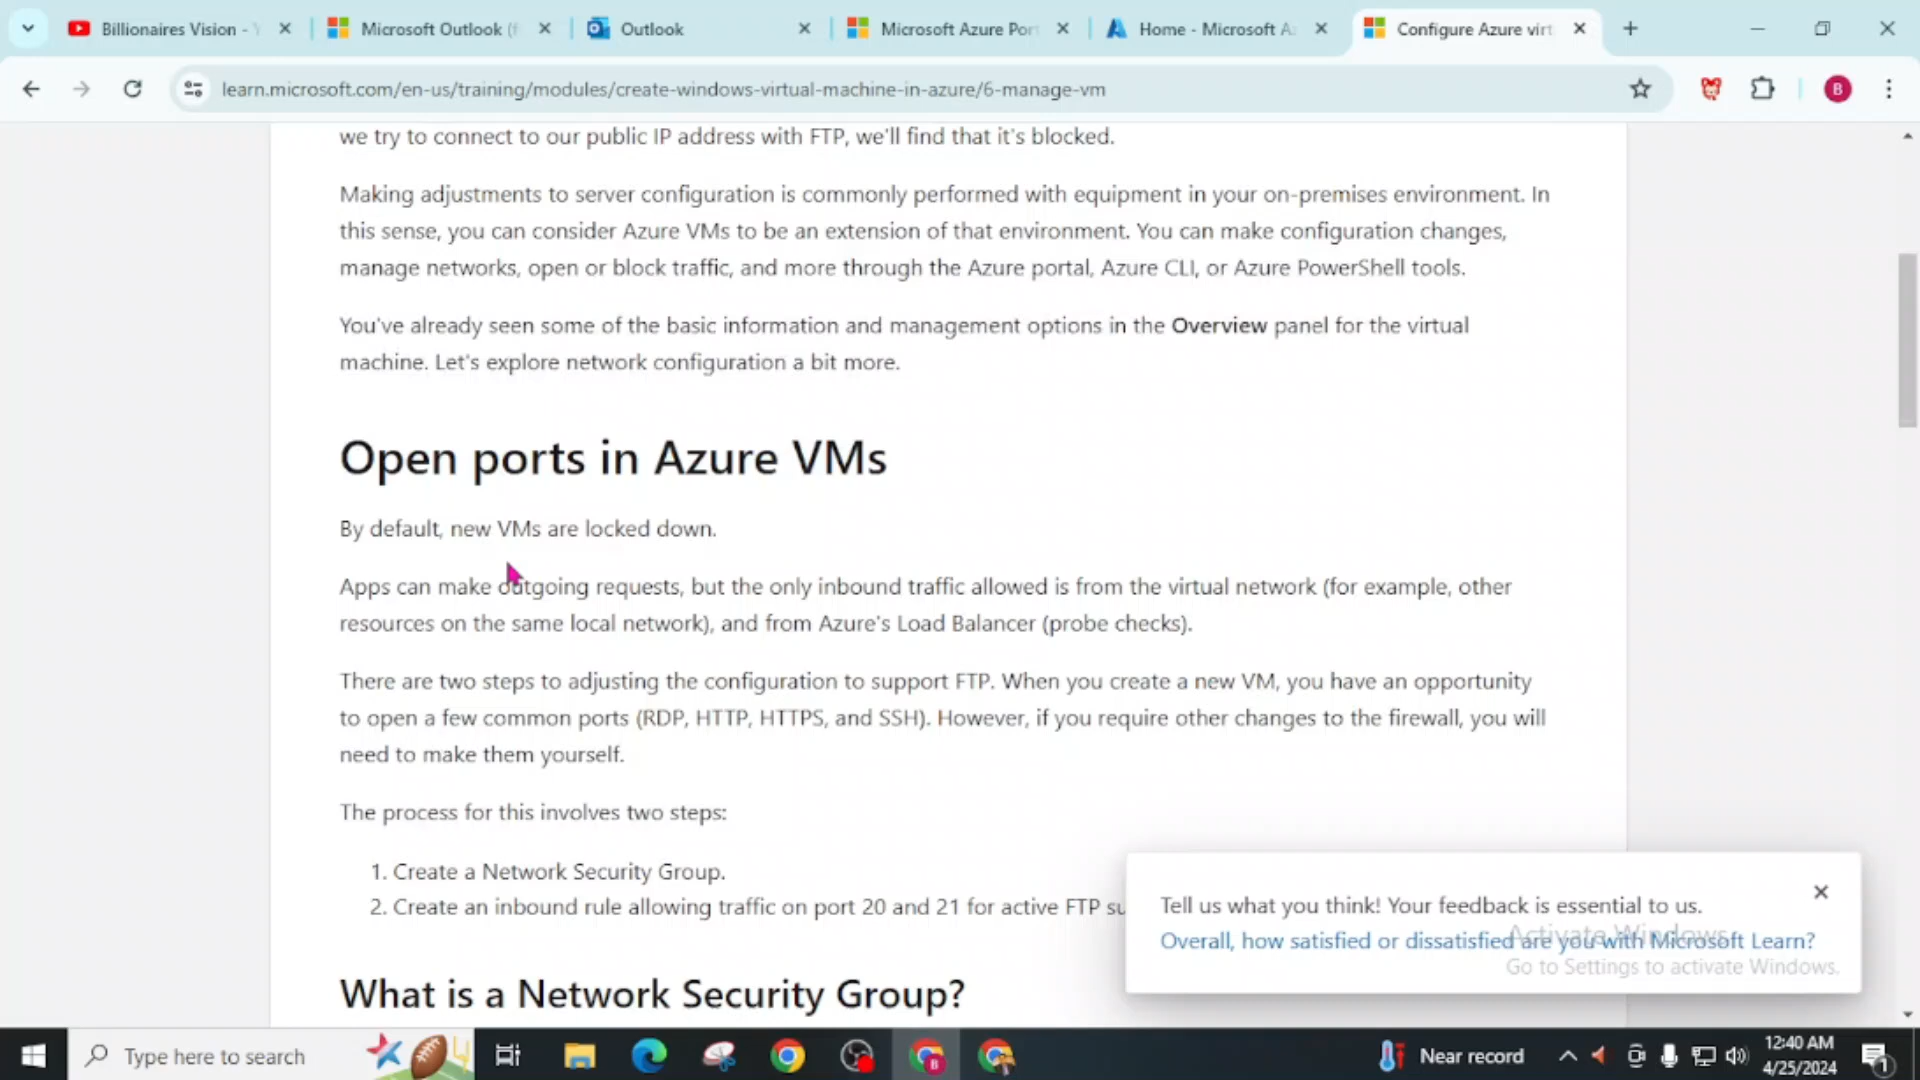 Billionaires Vision - Y
Microsoft Outlook (f
Outlook
Microsoft Azure Por
Home - Microsoft A
Configure Azure virt
learn.microsoft.com/en-us/training/modules/create-windows-virtual-machine-in-azure/6-manage-vm
B
we try to connect to our public IP address with FTP, we'll find that it's blocked.
Making adjustments to server configuration is commonly performed with equipment in your on-premises environment. In
this sense, you can consider Azure VMs to be an extension of that environment. You can make configuration changes,
manage networks, open or block traffic, and more through the Azure portal, Azure CLI, or Azure PowerShell tools.
You've already seen some of the basic information and management options in the Overview panel for the virtual
machine. Let's explore network configuration a bit more.
Open ports in Azure VMs
By default, new VMs are locked down.
Apps can make outgoing requests, but the only inbound traffic allowed is from the virtual network (for example, other
resources on the same local network), and from Azure's Load Balancer (probe checks).
There are two steps to adjusting the configuration to support FTP. When you create a new VM, you have an opportunity
to open a few common ports (RDP, HTTP, HTTPS, and SSH). However, if you require other changes to the firewall, you will
need to make them yourself.
The process for this involves two steps:
1. Create a Network Security Group.
2. Create an inbound rule allowing traffic on port 20 and 21 for active FTP su
What is a Network Security Group?
Tell us what you think! Your feedback is essential to us.
Overall, how satisfied or dissatisfied are you with Microsoft Learn?
Activate Windows
Go to Settings to activate Windows.
Type here to search
B
Near record
12:40 AM
4/25/2024
1